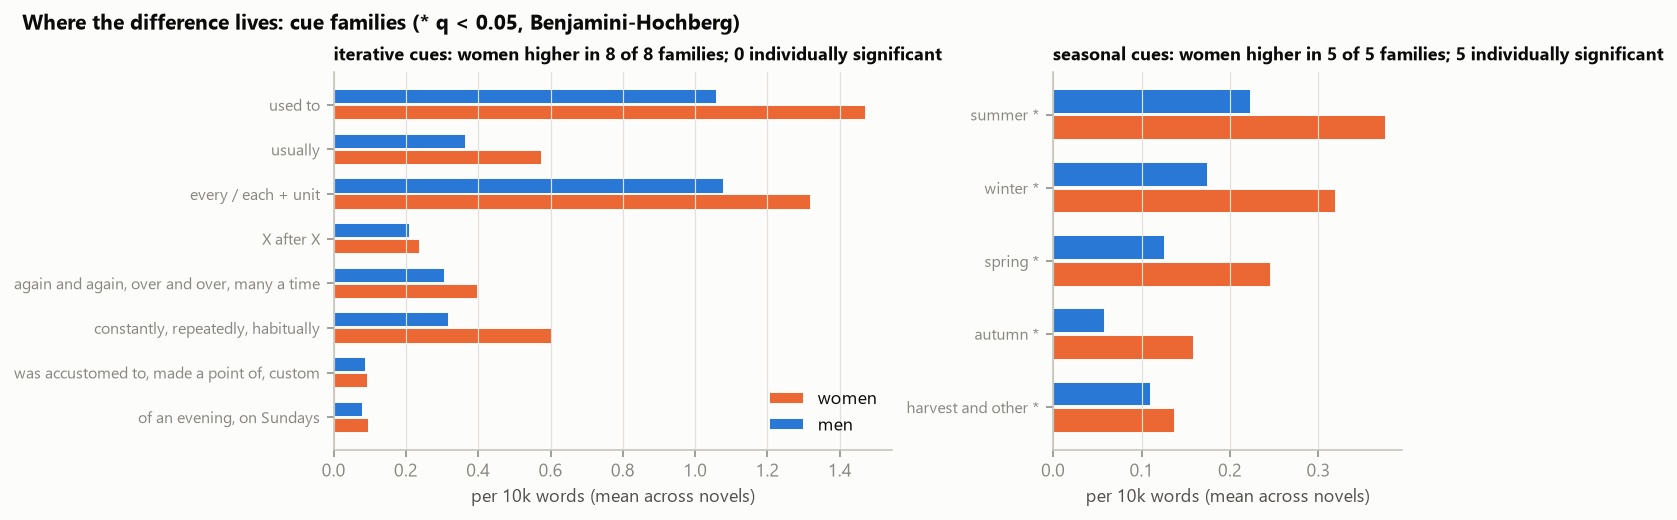 Where the difference lives: cue families (* q < 0.05, Benjamini-Hochberg)
iterative cues: women higher in 8 of 8 families; 0 individually significant
used to
usually
every / each + unit
X after X
again and again, over and over, many a time
constantly, repeatedly, habitually
was accustomed to, made a point of, custom
of an evening, on Sundays
women
men
0.0 0.2 0.4 0.6 0.8 1.0 1.2 1.4
per 10k words (mean across novels)
seasonal cues: women higher in 5 of 5 families; 5 individually significant
summer *
winter *
spring *
autumn *
harvest and other *
0.0 0.1 0.2 0.3
per 10k words (mean across novels)